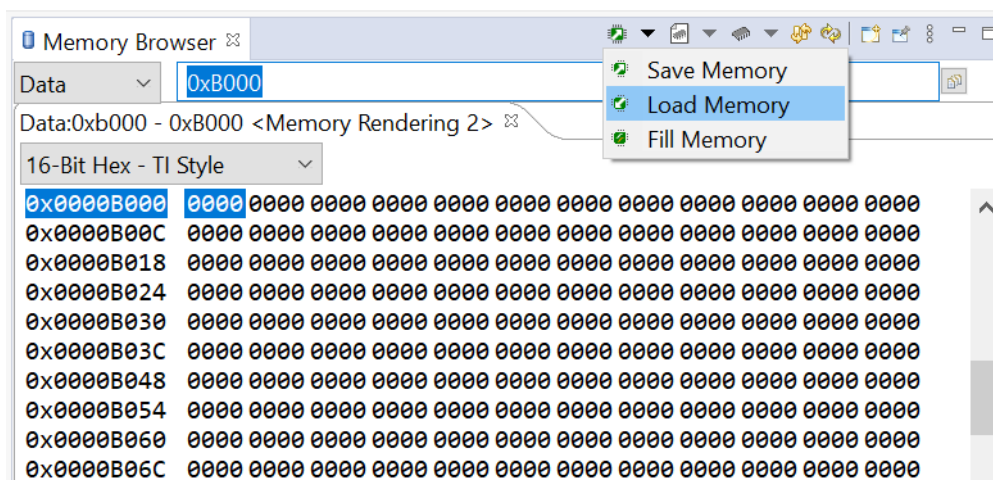 Memory Browser
Save Memory
Load Memory
Fill Memory
Data 0xB000
Data:0xb000 - 0xB000 <Memory Rendering 2>
16-Bit Hex - TI Style
0x0000B000 0000 0000 0000 0000 0000 0000 0000 0000 0000 0000 0000 0000
0x0000B00C 0000 0000 0000 0000 0000 0000 0000 0000 0000 0000 0000 0000
0x0000B018 0000 0000 0000 0000 0000 0000 0000 0000 0000 0000 0000 0000
0x0000B024 0000 0000 0000 0000 0000 0000 0000 0000 0000 0000 0000 0000
0x0000B030 0000 0000 0000 0000 0000 0000 0000 0000 0000 0000 0000 0000
0x0000B03C 0000 0000 0000 0000 0000 0000 0000 0000 0000 0000 0000 0000
0x0000B048 0000 0000 0000 0000 0000 0000 0000 0000 0000 0000 0000 0000
0x0000B054 0000 0000 0000 0000 0000 0000 0000 0000 0000 0000 0000 0000
0x0000B060 0000 0000 0000 0000 0000 0000 0000 0000 0000 0000 0000 0000
0x0000B06C 0000 0000 0000 0000 0000 0000 0000 0000 0000 0000 0000 0000